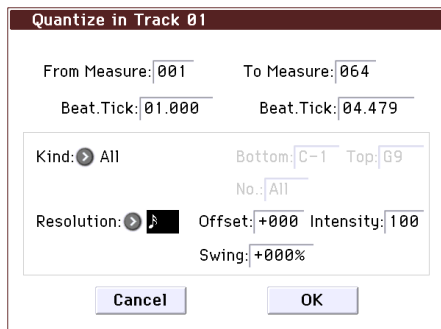 Quantize in Track 01
From Measure: 001 To Measure: 064
Beat.Tick: 01.000 Beat.Tick: 04.479
Kind: All Bottom: C-1 Top: G9
No.: All
Resolution: Offset: +000 Intensity: 100
Swing: +000%
Cancel OK